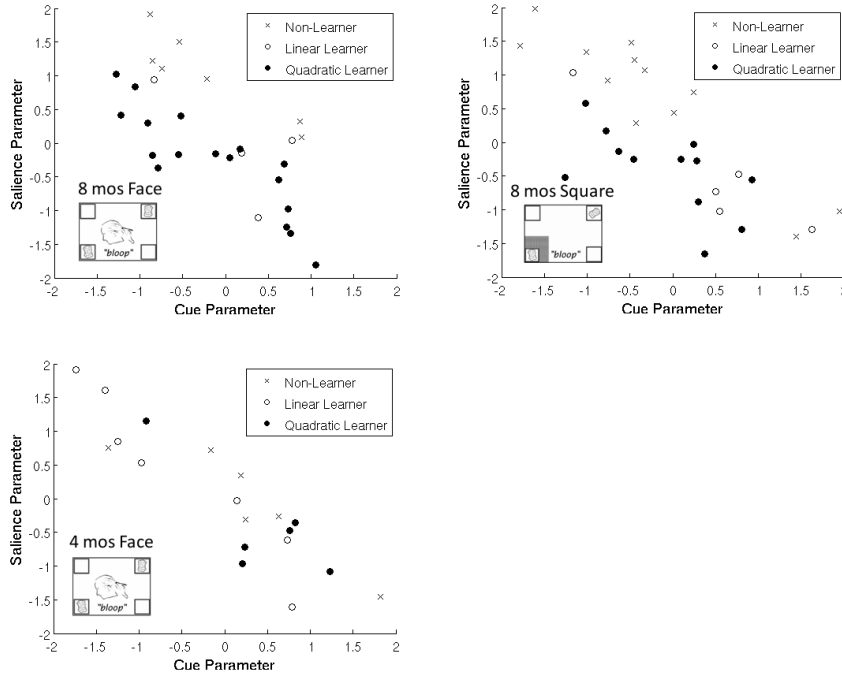 2
1.5
1
0.5
0
-0.5
-1
-1.5
-2
Salience Parameter
× Non-Learner
○ Linear Learner
● Quadratic Learner
8 mos Face
"bloop"
-2 -1.5 -1 -0.5 0 0.5 1 1.5 2
Cue Parameter
2
1.5
1
0.5
0
-0.5
-1
-1.5
-2
Salience Parameter
× Non-Learner
○ Linear Learner
● Quadratic Learner
8 mos Square
"bloop"
-2 -1.5 -1 -0.5 0 0.5 1 1.5 2
Cue Parameter
2
1.5
1
0.5
0
-0.5
-1
-1.5
-2
Salience Parameter
× Non-Learner
○ Linear Learner
● Quadratic Learner
4 mos Face
"bloop"
-2 -1.5 -1 -0.5 0 0.5 1 1.5 2
Cue Parameter